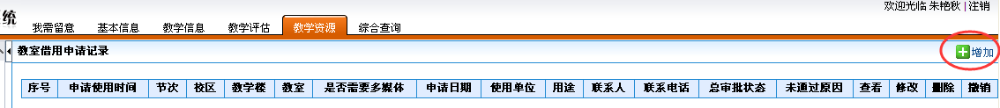 欢迎光临 朱艳秋 | 注销
统
我需留意 基本信息 教学信息 教学评估 教学资源 综合查询
教室借用申请记录 增加
序号 申请使用时间 节次 校区 教学楼 教室 是否需要多媒体 申请日期 使用单位 用途 联系人 联系电话 总审批状态 未通过原因 查看 修改 删除 撤销